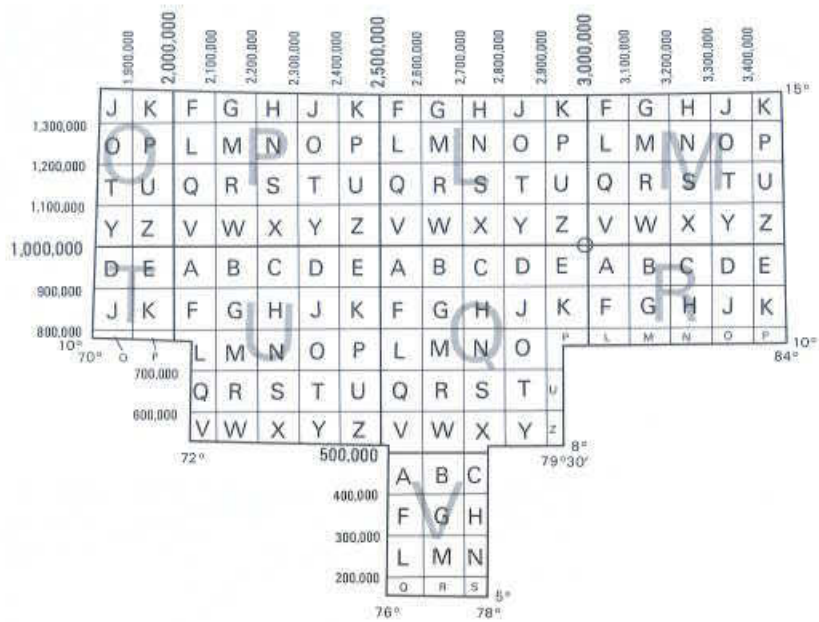 1,900,000 2,000,000 2,100,000 2,200,000 2,300,000 2,400,000 2,500,000 2,600,000 2,700,000 2,800,000 2,900,000 3,000,000 3,100,000 3,200,000 3,300,000 3,400,000
15°
J K F G H J K F G H J K F G H J K
1,300,000
O P L M N O P L M N O P L M N O P
O P L M
1,200,000
T U Q R S T U Q R S T U Q R S T U
1,100,000
Y Z V W X Y Z V W X Y Z V W X Y Z
1,000,000
D E A B C D E A B C D E A B C D E
900,000
T U Q R
J K F G H J K F G H J K F G H J K
800,000
10° 70° O P L M N O P L M N O P L M N O P 10° 84°
700,000
Q R S T U Q R S T U
600,000
V W X Y Z V W X Y Z
72° 500,000 8° 79°30'
A B C
400,000
V
F G H
300,000
L M N
200,000
Q R S 5°
76° 78°